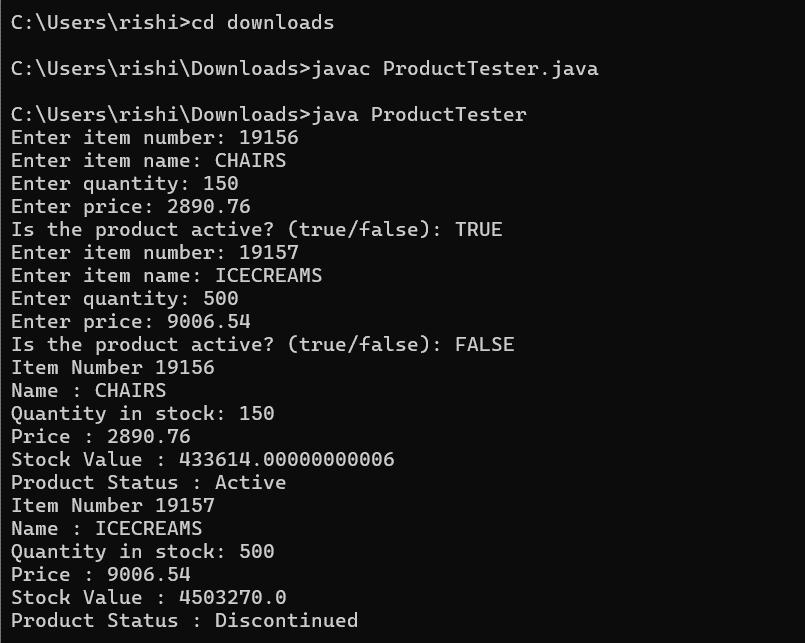 C:\Users\rishi>cd downloads
C:\Users\rishi\Downloads>javac ProductTester.java
C:\Users\rishi\Downloads>java ProductTester
Enter item number: 19156
Enter item name: CHAIRS
Enter quantity: 150
Enter price: 2890.76
Is the product active? (true/false): TRUE
Enter item number: 19157
Enter item name: ICECREAMS
Enter quantity: 500
Enter price: 9006.54
Is the product active? (true/false): FALSE
Item Number 19156
Name : CHAIRS
Quantity in stock: 150
Price : 2890.76
Stock Value : 433614.00000000006
Product Status : Active
Item Number 19157
Name : ICECREAMS
Quantity in stock: 500
Price : 9006.54
Stock Value : 4503270.0
Product Status : Discontinued